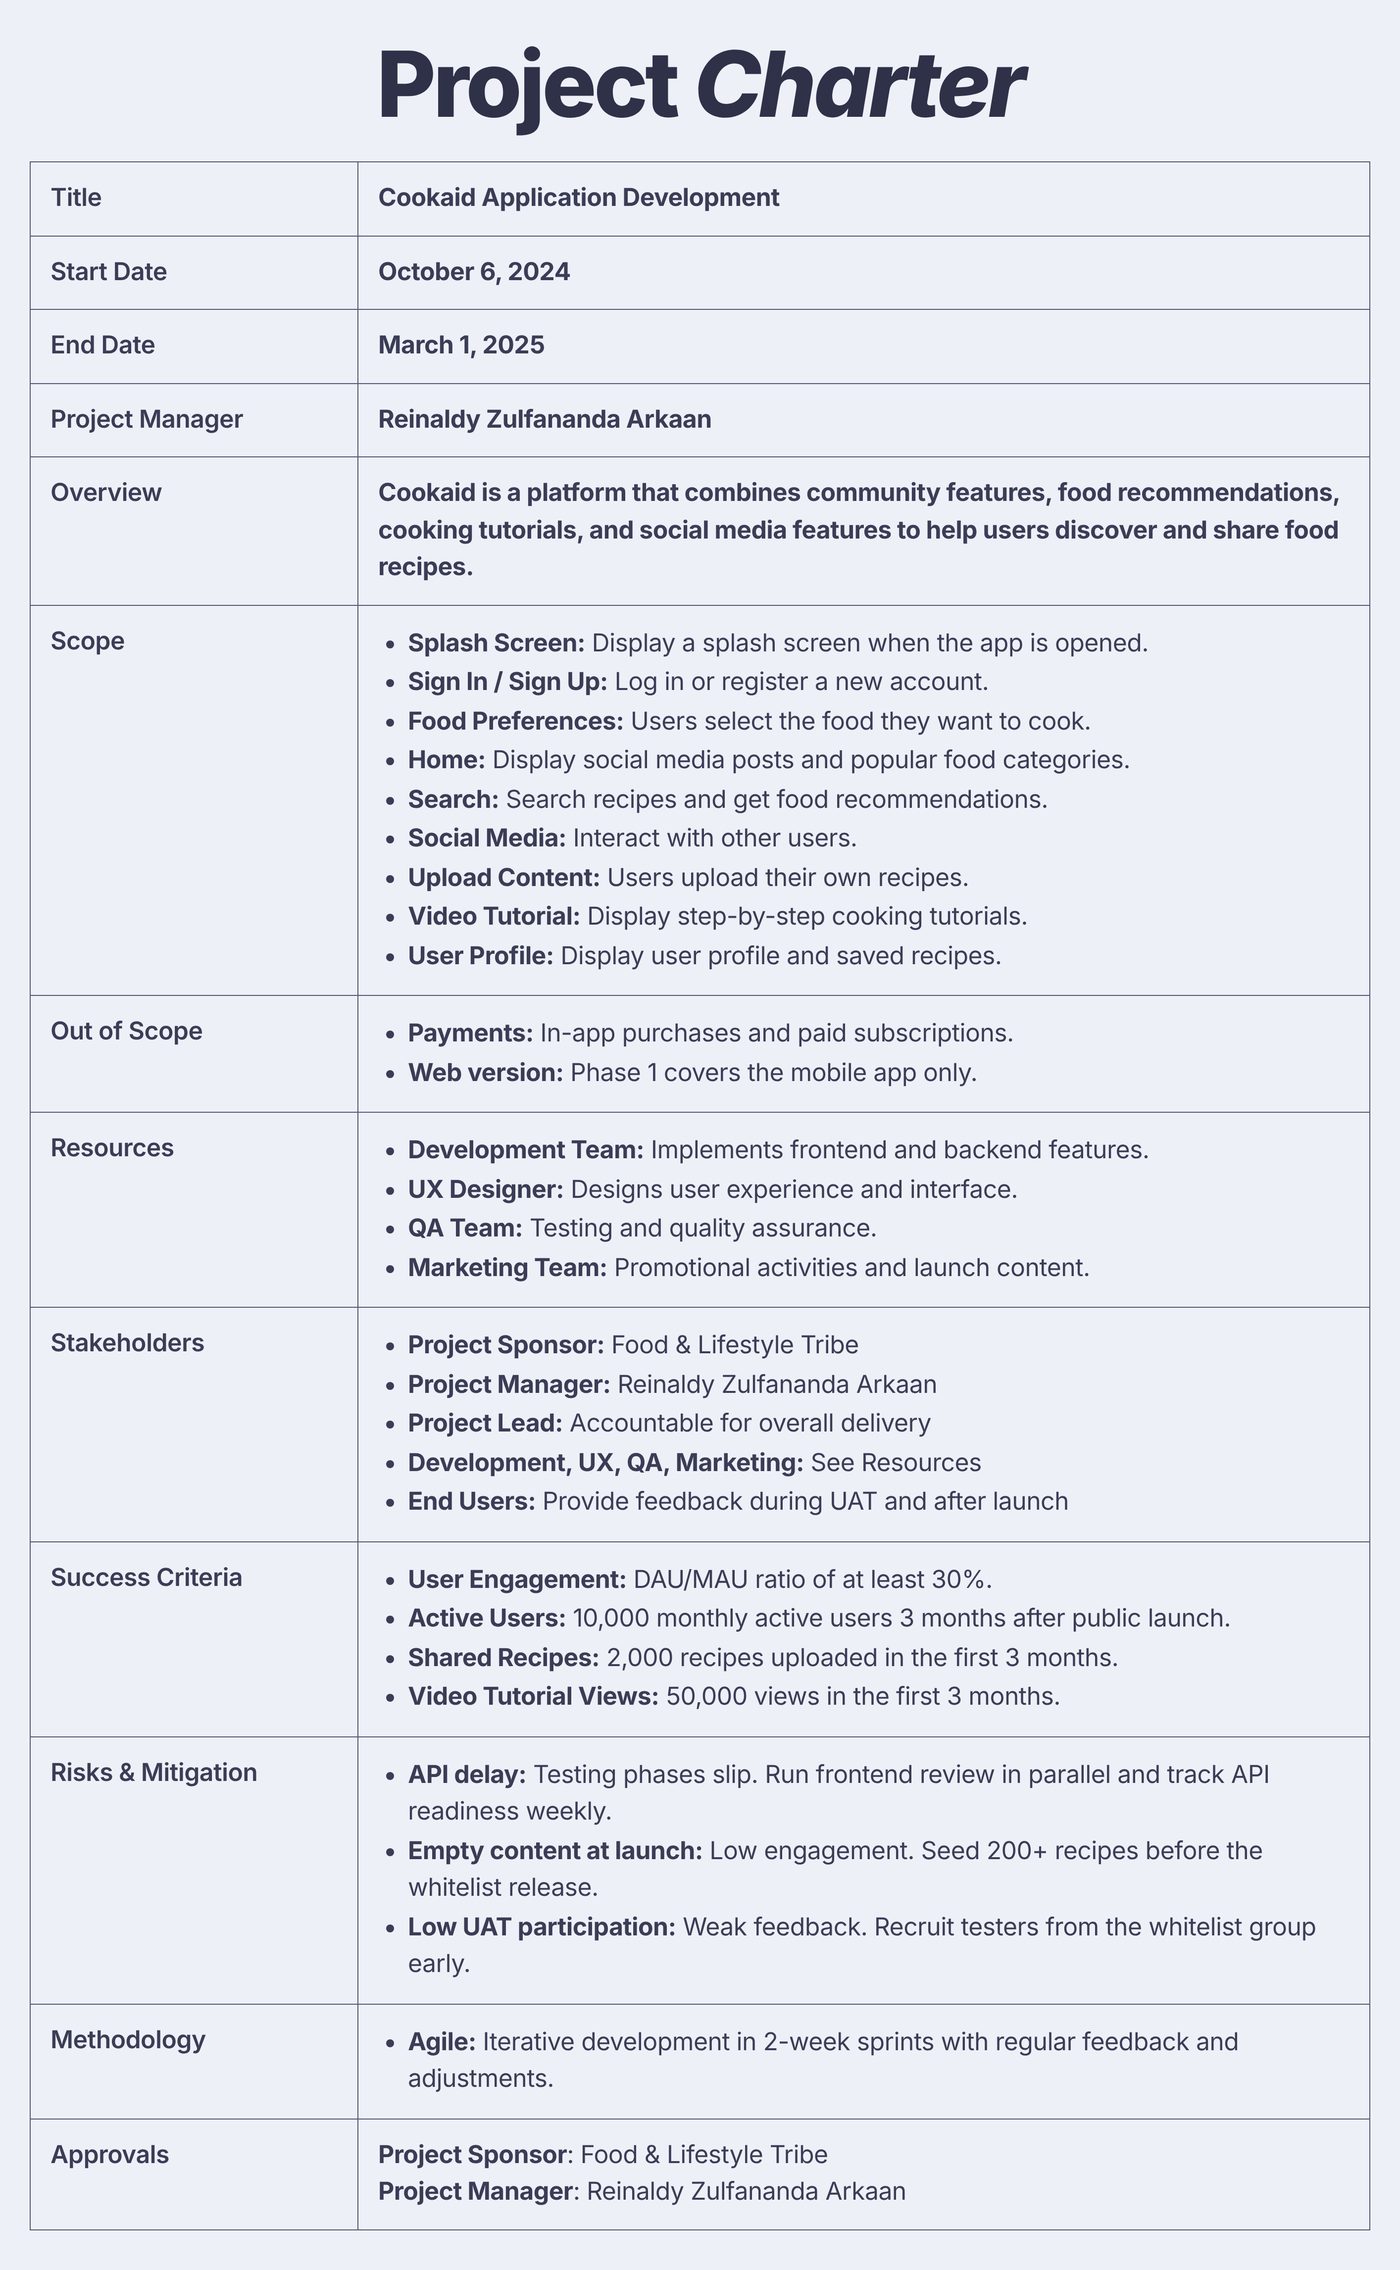 Project Charter
Title
Cookaid Application Development
Start Date
October 6, 2024
End Date
March 1, 2025
Project Manager
Reinaldy Zulfananda Arkaan
Overview
Cookaid is a platform that combines community features, food recommendations,
cooking tutorials, and social media features to help users discover and share food
recipes.
Scope
• Splash Screen: Display a splash screen when the app is opened.
• Sign In / Sign Up: Log in or register a new account.
• Food Preferences: Users select the food they want to cook.
• Home: Display social media posts and popular food categories.
• Search: Search recipes and get food recommendations.
• Social Media: Interact with other users.
• Upload Content: Users upload their own recipes.
• Video Tutorial: Display step-by-step cooking tutorials.
• User Profile: Display user profile and saved recipes.
Out of Scope
• Payments: In-app purchases and paid subscriptions.
• Web version: Phase 1 covers the mobile app only.
Resources
• Development Team: Implements frontend and backend features.
• UX Designer: Designs user experience and interface.
• QA Team: Testing and quality assurance.
• Marketing Team: Promotional activities and launch content.
Stakeholders
• Project Sponsor: Food & Lifestyle Tribe
• Project Manager: Reinaldy Zulfananda Arkaan
• Project Lead: Accountable for overall delivery
• Development, UX, QA, Marketing: See Resources
• End Users: Provide feedback during UAT and after launch
Success Criteria
• User Engagement: DAU/MAU ratio of at least 30%.
• Active Users: 10,000 monthly active users 3 months after public launch.
• Shared Recipes: 2,000 recipes uploaded in the first 3 months.
• Video Tutorial Views: 50,000 views in the first 3 months.
Risks & Mitigation
• API delay: Testing phases slip. Run frontend review in parallel and track API
readiness weekly.
• Empty content at launch: Low engagement. Seed 200+ recipes before the
whitelist release.
• Low UAT participation: Weak feedback. Recruit testers from the whitelist group
early.
Methodology
• Agile: Iterative development in 2-week sprints with regular feedback and
adjustments.
Approvals
Project Sponsor: Food & Lifestyle Tribe
Project Manager: Reinaldy Zulfananda Arkaan